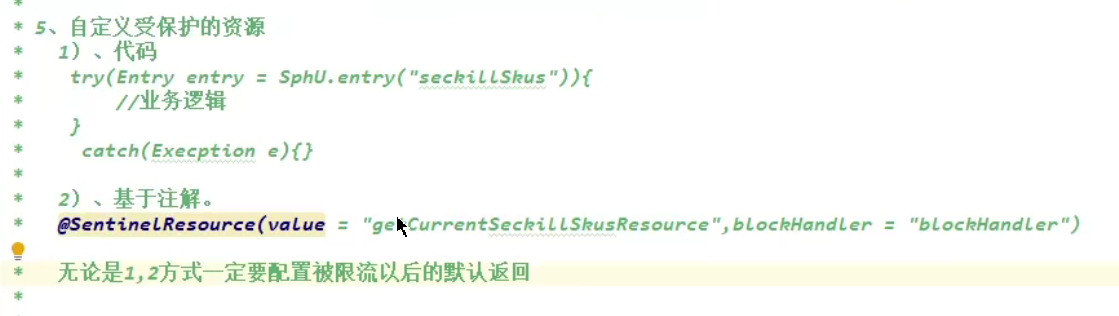 *
* 5、自定义受保护的资源
* 1）、代码
* try(Entry entry = SphU.entry("seckillSkus")){
* //业务逻辑
* }
* catch(Execption e){}
*
* 2）、基于注解。
* @SentinelResource(value = "getCurrentSeckillSkusResource",blockHandler = "blockHandler")
*
* 无论是1,2方式一定要配置被限流以后的默认返回
*